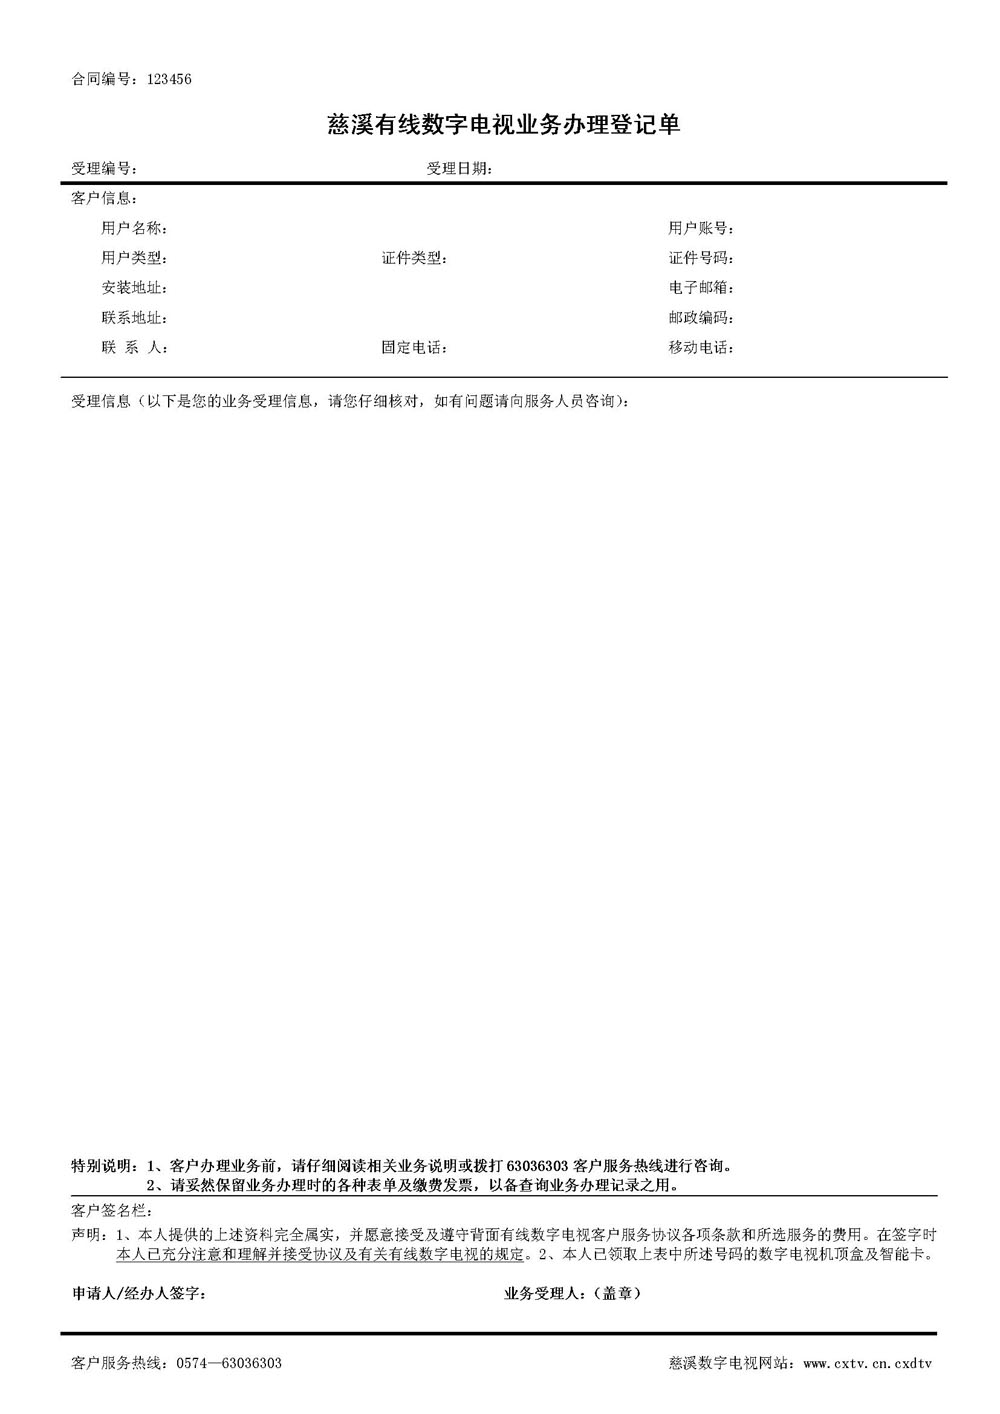 合同编号：123456
慈溪有线数字电视业务办理登记单
受理编号： 受理日期：
客户信息：
用户名称： 用户账号：
用户类型： 证件类型： 证件号码：
安装地址： 电子邮箱：
联系地址： 邮政编码：
联 系 人： 固定电话： 移动电话：
受理信息（以下是您的业务受理信息，请您仔细核对，如有问题请向服务人员咨询）：
特别说明：1、客户办理业务前，请仔细阅读相关业务说明或拨打 63036303 客户服务热线进行咨询。
2、请妥然保留业务办理时的各种表单及缴费发票，以备查询业务办理记录之用。
客户签名栏：
声明：1、本人提供的上述资料完全属实，并愿意接受及遵守背面有线数字电视客户服务协议各项条款和所选服务的费用。在签字时
本人已充分注意和理解并接受协议及有关有线数字电视的规定。2、本人已领取上表中所述号码的数字电视机顶盒及智能卡。
申请人/经办人签字： 业务受理人：（盖章）
客户服务热线：0574—63036303 慈溪数字电视网站：www.cxtv.cn.cxdtv